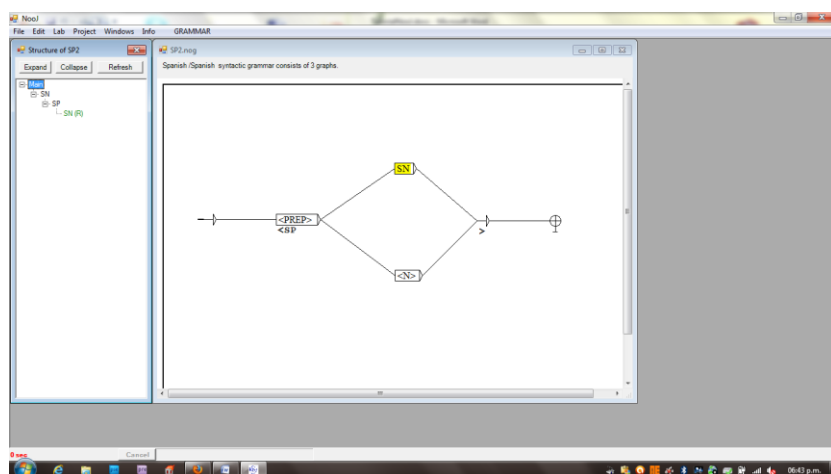 NooJ
File Edit Lab Project Windows Info GRAMMAR
Structure of SP2
Expand Collapse Refresh
Main
SN
SP
SN (R)
SP2.nog
Spanish /Spanish syntactic grammar consists of 3 graphs.
SN
<PREP>
<SP
>
<N>
0 sec
Cancel
06:43 p.m.